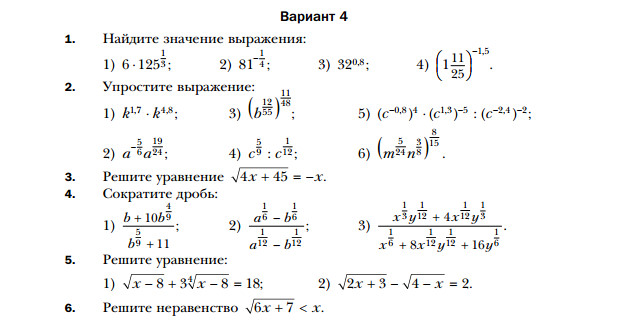 Вариант 4
1. Найдите значение выражения:
1) 6 · 125^{\frac{1}{3}}; 2) 81^{-\frac{1}{4}}; 3) 32^{0,8}; 4) \left(1\frac{11}{25}\right)^{-1,5}.
2. Упростите выражение:
1) k^{1,7} · k^{4,8}; 3) \left(b^{\frac{12}{55}}\right)^{\frac{11}{48}}; 5) (c^{-0,8})^4 · (c^{1,3})^{-5} : (c^{-2,4})^{-2};
2) a^{-\frac{5}{6}}a^{\frac{19}{24}}; 4) c^{\frac{5}{9}} : c^{\frac{1}{12}}; 6) \left(m^{\frac{5}{24}}n^{\frac{3}{8}}\right)^{\frac{8}{15}}.
3. Решите уравнение \sqrt{4x + 45} = –x.
4. Сократите дробь:
1) \frac{b + 10b^{\frac{4}{9}}}{b^{\frac{5}{9}} + 11}; 2) \frac{a^{\frac{1}{6}} - b^{\frac{1}{6}}}{a^{\frac{1}{12}} - b^{\frac{1}{12}}}; 3) \frac{x^{\frac{1}{3}}y^{\frac{1}{12}} + 4x^{\frac{1}{12}}y^{\frac{1}{3}}}{x^{\frac{1}{6}} + 8x^{\frac{1}{12}}y^{\frac{1}{12}} + 16y^{\frac{1}{6}}}.
5. Решите уравнение:
1) \sqrt{x - 8} + 3\sqrt[4]{x - 8} = 18; 2) \sqrt{2x + 3} - \sqrt{4 - x} = 2.
6. Решите неравенство \sqrt{6x + 7} < x.